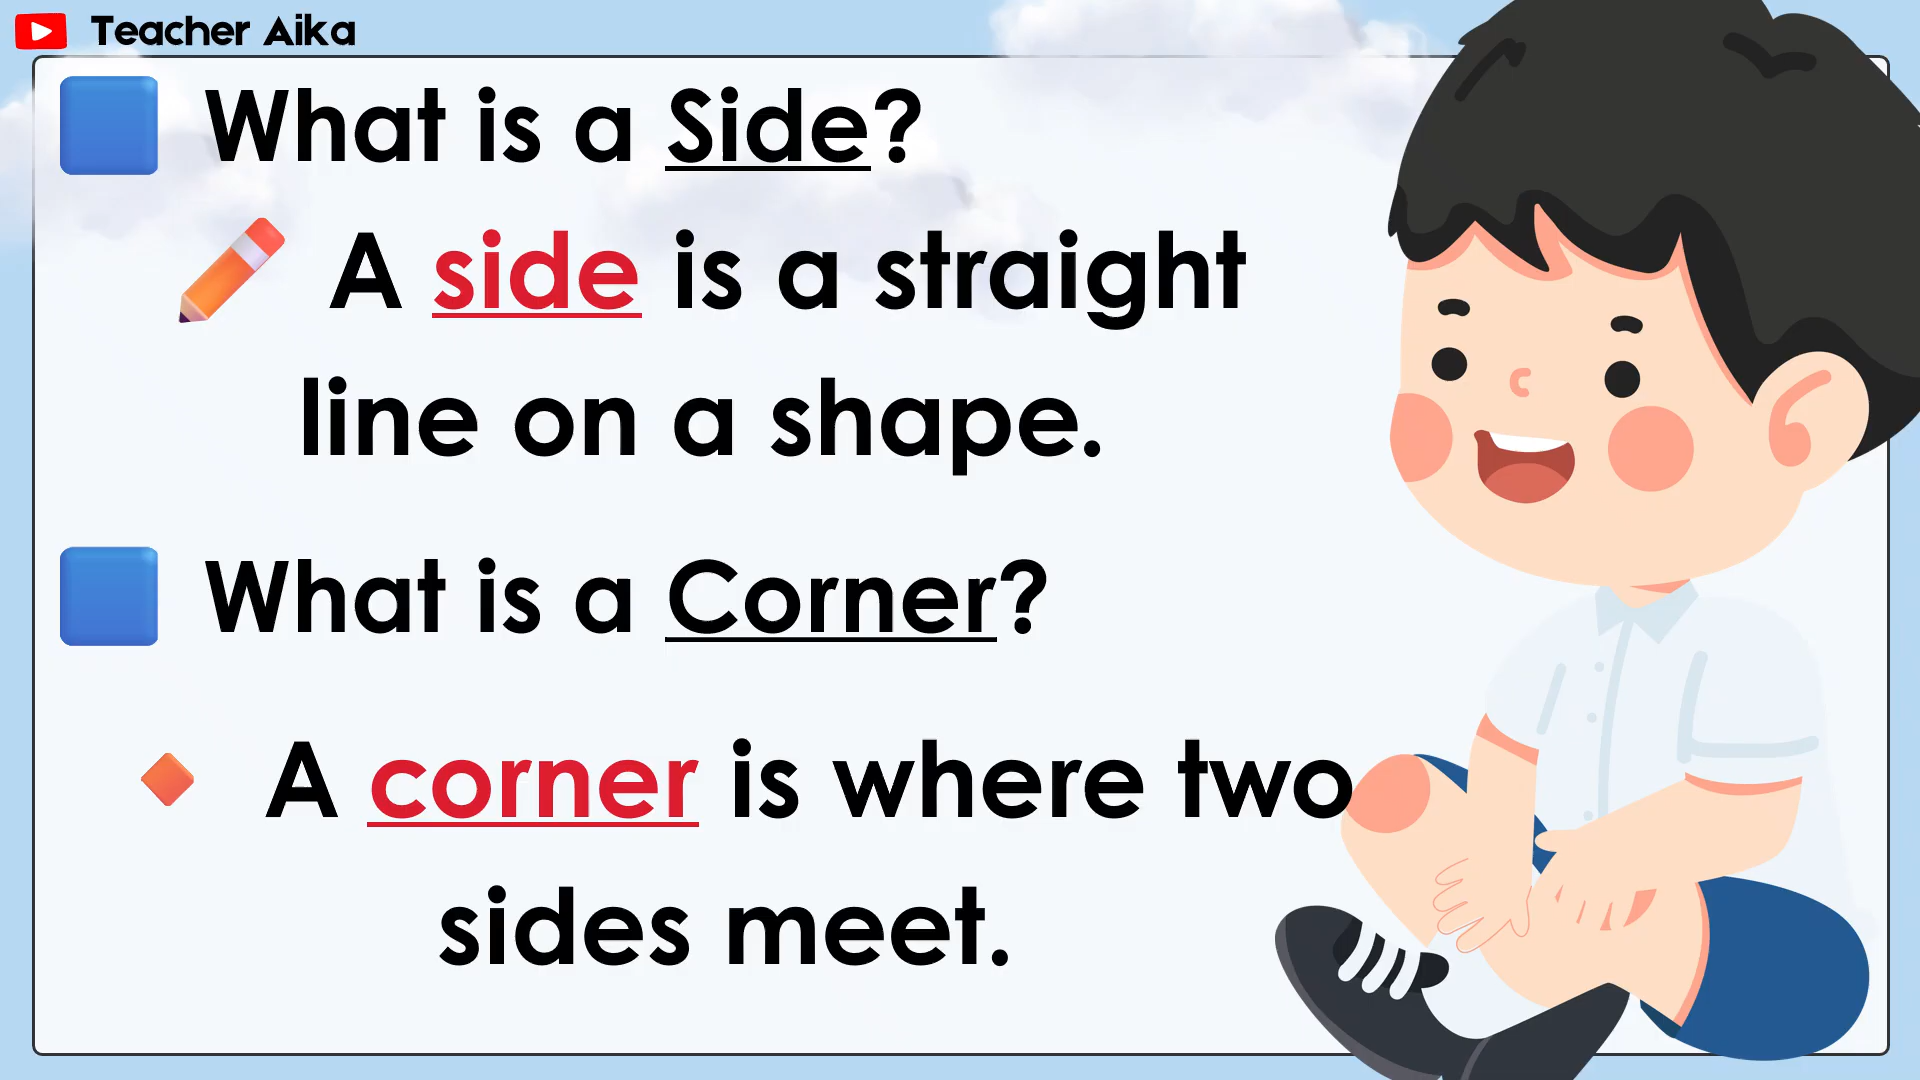 Teacher Aika
What is a Side?
A side is a straight
line on a shape.
What is a Corner?
A corner is where two
sides meet.